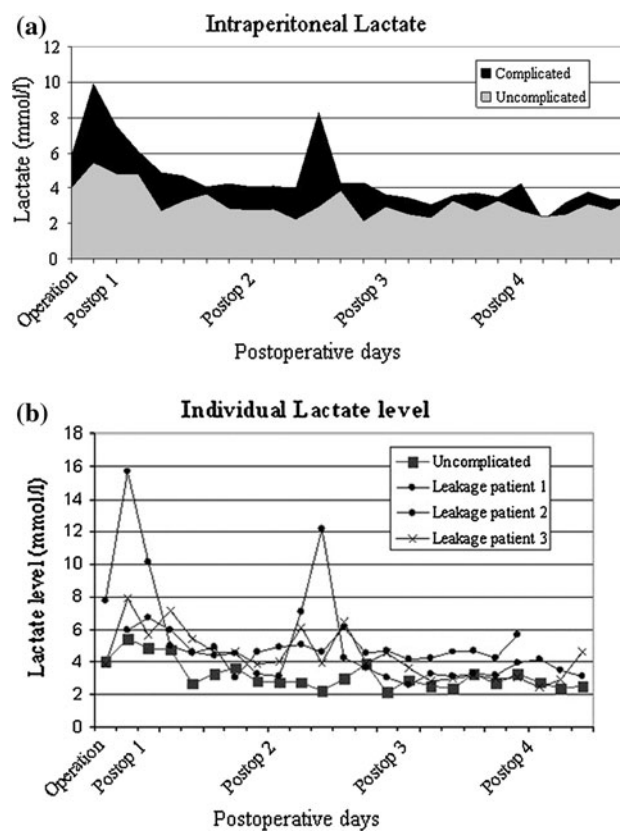 (a)
Intraperitoneal Lactate
Lactate (mmol/l)
12
10
8
6
4
2
0
Complicated
Uncomplicated
Operation
Postop 1
Postop 2
Postop 3
Postop 4
Postoperative days
(b)
Individual Lactate level
Lactate level (mmol/l)
18
16
14
12
10
8
6
4
2
0
Uncomplicated
Leakage patient 1
Leakage patient 2
Leakage patient 3
Operation
Postop 1
Postop 2
Postop 3
Postop 4
Postoperative days